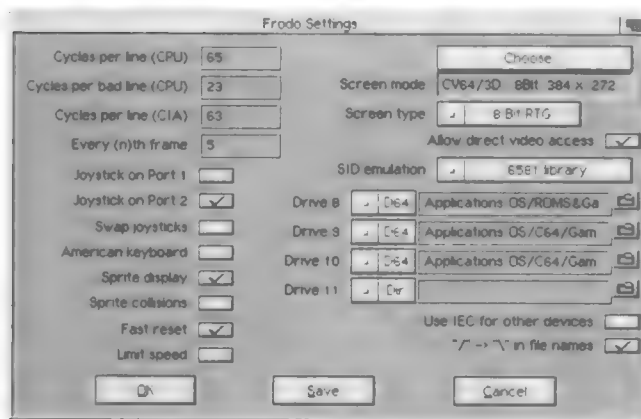 Frodo Settings
Cycles per line (CPU) 65
Choose
Cycles per bad line (CPU) 23
Screen mode CV64/3D 8Bit 384 x 272
Cycles per line (CIA) 63
Screen type 8 Bit RTG
Every (n)th frame 5
Allow direct video access
Joystick on Port 1
SID emulation 6581 library
Joystick on Port 2
Drive 8 D64 Applications OS/ROMS&Ga
Swap joysticks
Drive 9 D64 Applications OS/C64/Gam
American keyboard
Drive 10 D64 Applications OS/C64/Gam
Sprite display
Drive 11 Dir
Sprite collisions
Use IEC for other devices
Fast reset
"/" -> "\" in file names
Limit speed
OK
Save
Cancel